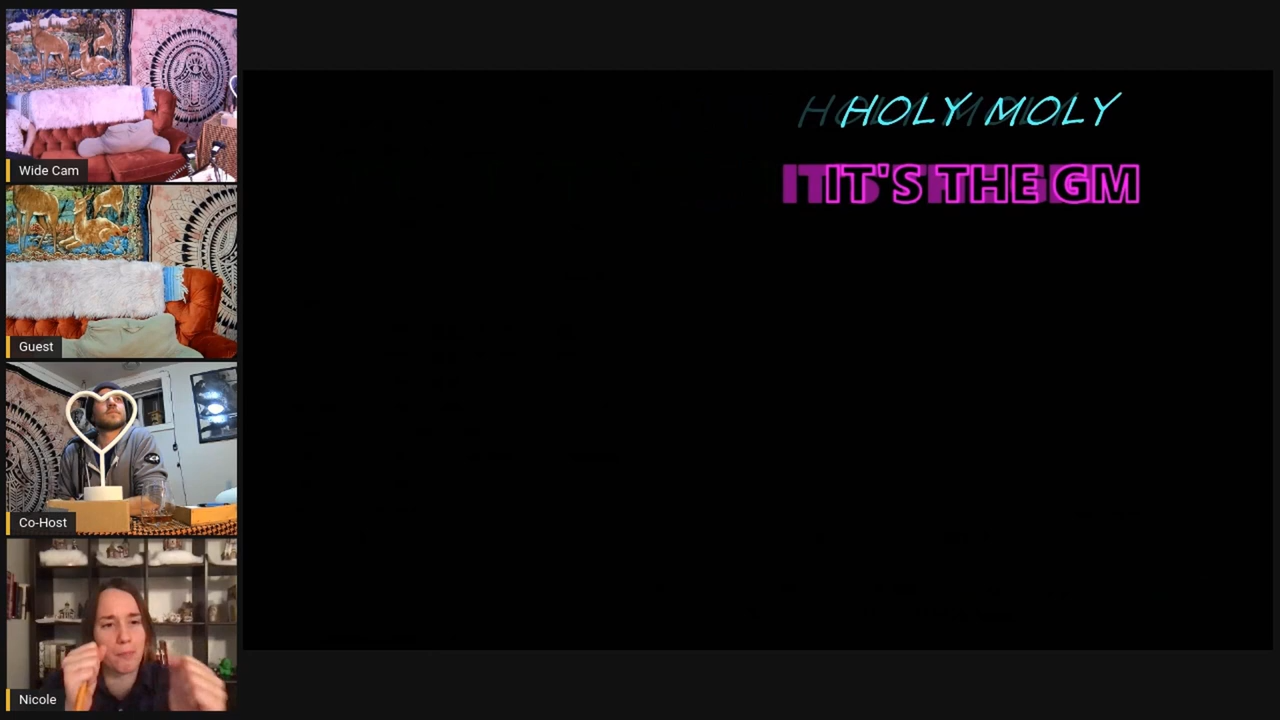 HOLY MOLY
IT'S THE GM
Wide Cam
Guest
Co-Host
Nicole